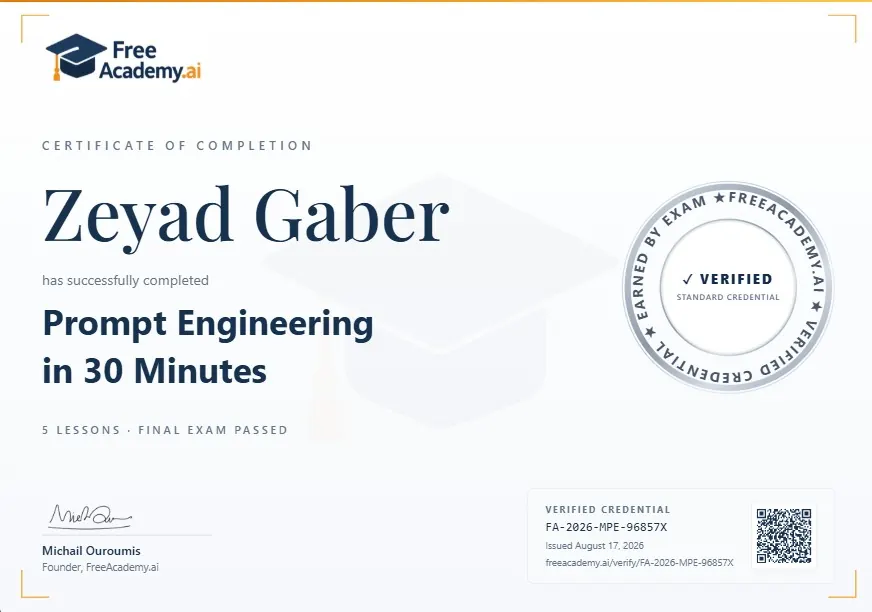 Free
Academy.ai
CERTIFICATE OF COMPLETION
Zeyad Gaber
has successfully completed
Prompt Engineering
in 30 Minutes
5 LESSONS · FINAL EXAM PASSED
★ EARNED BY EXAM ★ FREEACADEMY.AI ★ VERIFIED CREDENTIAL
✓ VERIFIED
STANDARD CREDENTIAL
Michail Ouroumis
Founder, FreeAcademy.ai
VERIFIED CREDENTIAL
FA-2026-MPE-96857X
Issued August 17, 2026
freeacademy.ai/verify/FA-2026-MPE-96857X